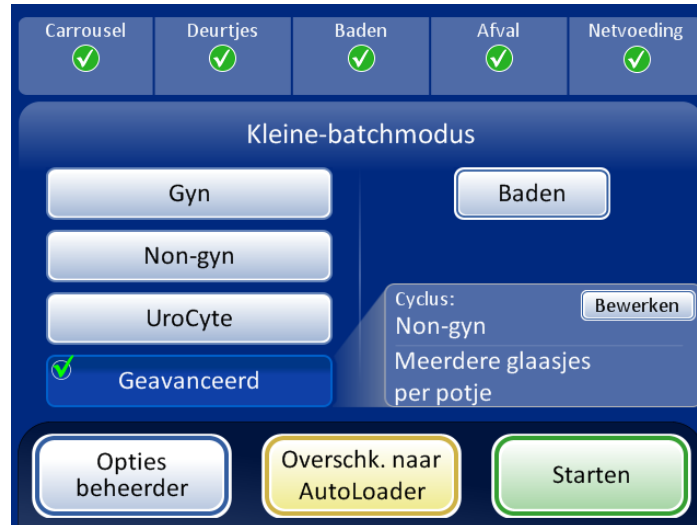 Carrousel Deurtjes Baden Afval Netvoeding
Kleine-batchmodus
Gyn
Baden
Non-gyn
UroCyte
Cyclus:
Bewerken
Non-gyn
Geavanceerd
Meerdere glaasjes
per potje
Opties
beheerder
Overschk. naar
AutoLoader
Starten